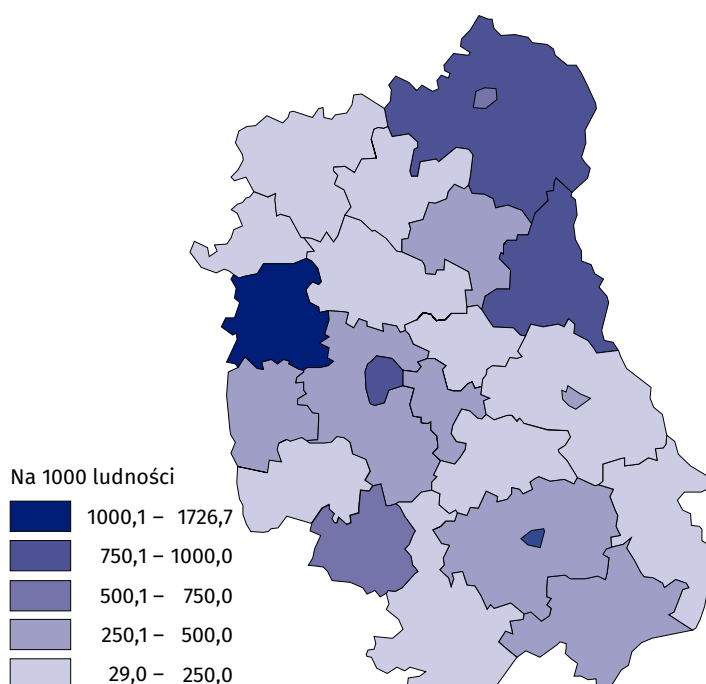 Na 1000 ludności
1000,1 – 1726,7
750,1 – 1000,0
500,1 – 750,0
250,1 – 500,0
29,0 – 250,0